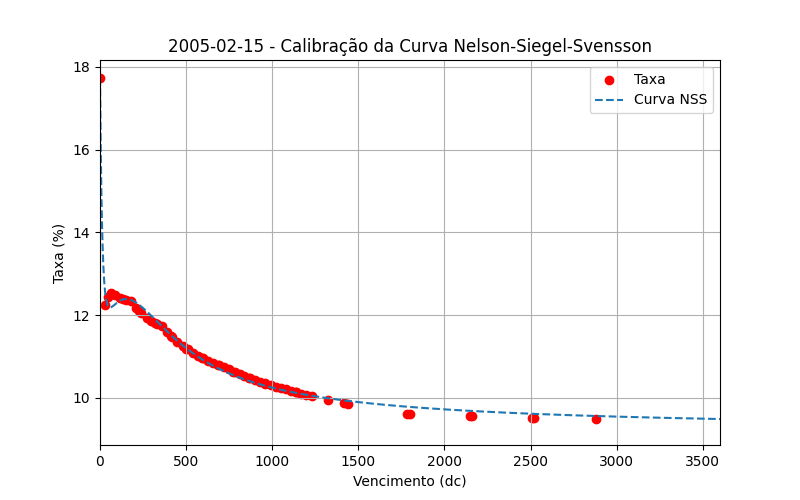 2005-02-15 - Calibração da Curva Nelson-Siegel-Svensson
Taxa
Curva NSS
Taxa (%)
18
16
14
12
10
0 500 1000 1500 2000 2500 3000 3500
Vencimento (dc)